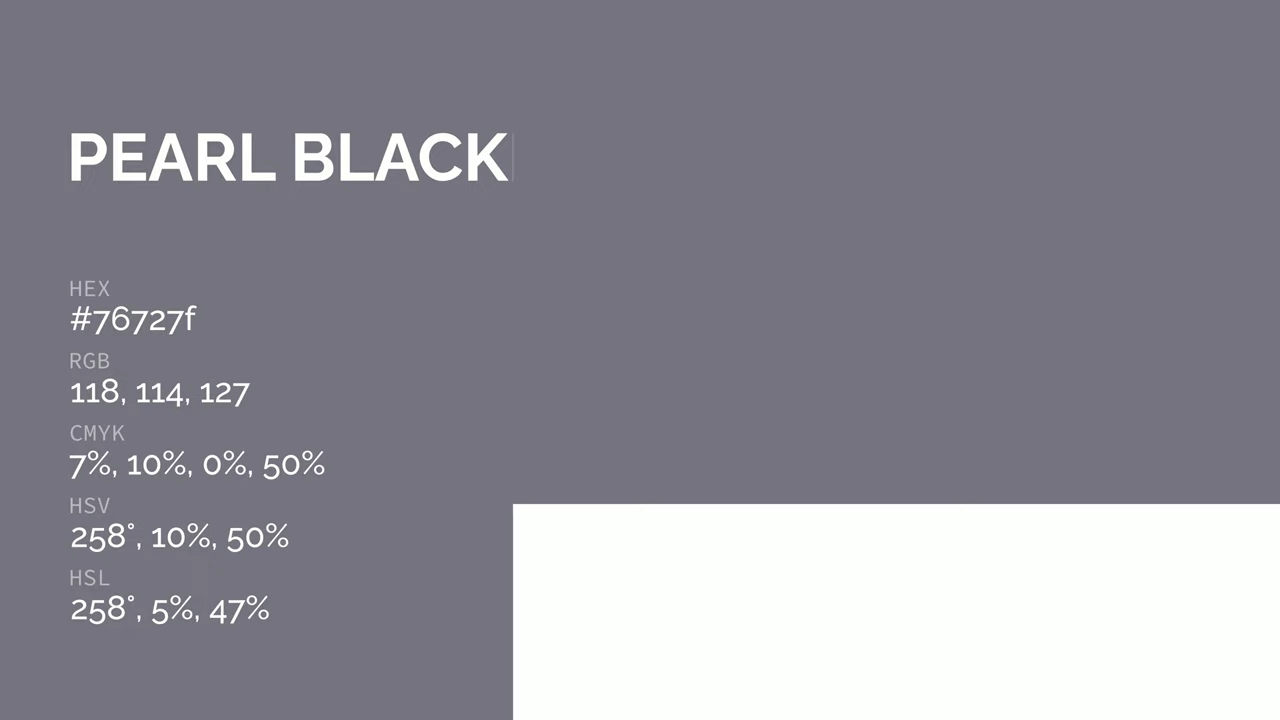 PEARL BLACK
HEX
#76727f
RGB
118, 114, 127
CMYK
7%, 10%, 0%, 50%
HSV
258°, 10%, 50%
HSL
258°, 5%, 47%